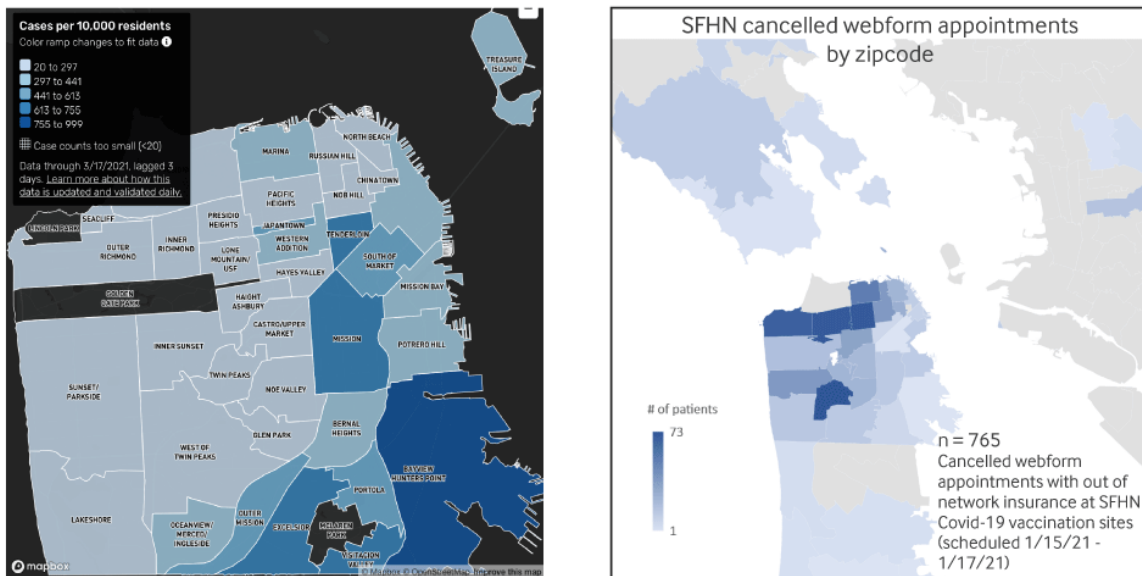 Cases per 10,000 residents
Color ramp changes to fit data
20 to 297
297 to 441
441 to 613
613 to 755
755 to 999
Case counts too small (<20)
Data through 3/17/2021, lagged 3
days. Learn more about how this
data is updated and validated daily.
TREASURE
ISLAND
NORTH BEACH
MARINA
RUSSIAN HILL
CHINATOWN
PACIFIC
HEIGHTS
NOB HILL
SEACLIFF
LINCOLN PARK
PRESIDIO
HEIGHTS
JAPANTOWN
TENDERLOIN
WESTERN
ADDITION
OUTER
RICHMOND
INNER
RICHMOND
LONE
MOUNTAIN/
USF
SOUTH OF
MARKET
HAYES VALLEY
GOLDEN
GATE PARK
MISSION BAY
HAIGHT
ASHBURY
CASTRO/UPPER
MARKET
MISSION
POTRERO HILL
INNER SUNSET
TWIN PEAKS
NOE VALLEY
SUNSET/
PARKSIDE
GLEN PARK
BERNAL
HEIGHTS
WEST OF
TWIN PEAKS
BAYVIEW
HUNTERS POINT
PORTOLA
LAKESHORE
OCEANVIEW/
MERCED/
INGLESIDE
OUTER
MISSION
EXCELSIOR
MCLAREN
PARK
VISITACION
VALLEY
mapbox
© Mapbox © OpenStreetMap Improve this map
SFHN cancelled webform appointments
by zipcode
# of patients
73
1
n = 765
Cancelled webform
appointments with out of
network insurance at SFHN
Covid-19 vaccination sites
(scheduled 1/15/21 -
1/17/21)